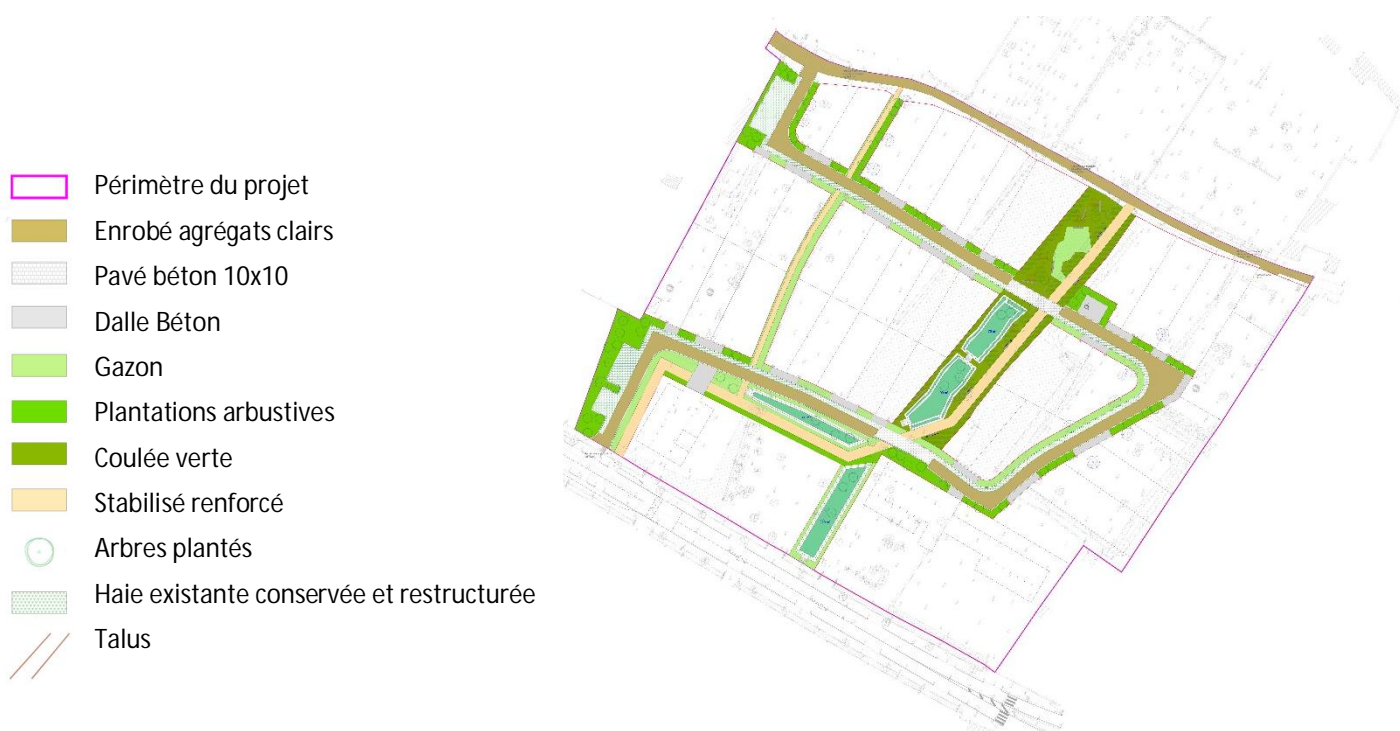 Périmètre du projet
Enrobé agrégats clairs
Pavé béton 10x10
Dalle Béton
Gazon
Plantations arbustives
Coulée verte
Stabilisé renforcé
Arbres plantés
Haie existante conservée et restructurée
Talus